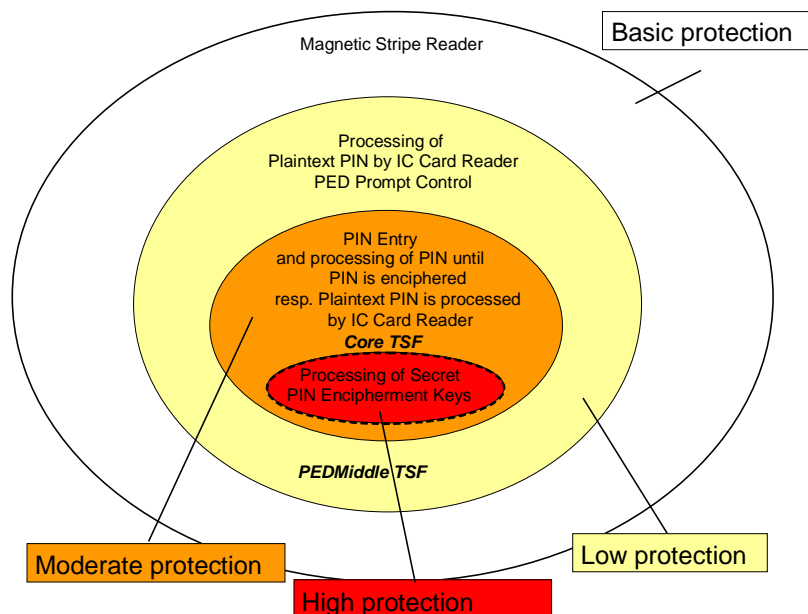 Basic protection
Magnetic Stripe Reader
Processing of
Plaintext PIN by IC Card Reader
PED Prompt Control
PIN Entry
and processing of PIN until
PIN is enciphered
resp. Plaintext PIN is processed
by IC Card Reader
Core TSF
Processing of Secret
PIN Encipherment Keys
PEDMiddle TSF
Moderate protection
Low protection
High protection